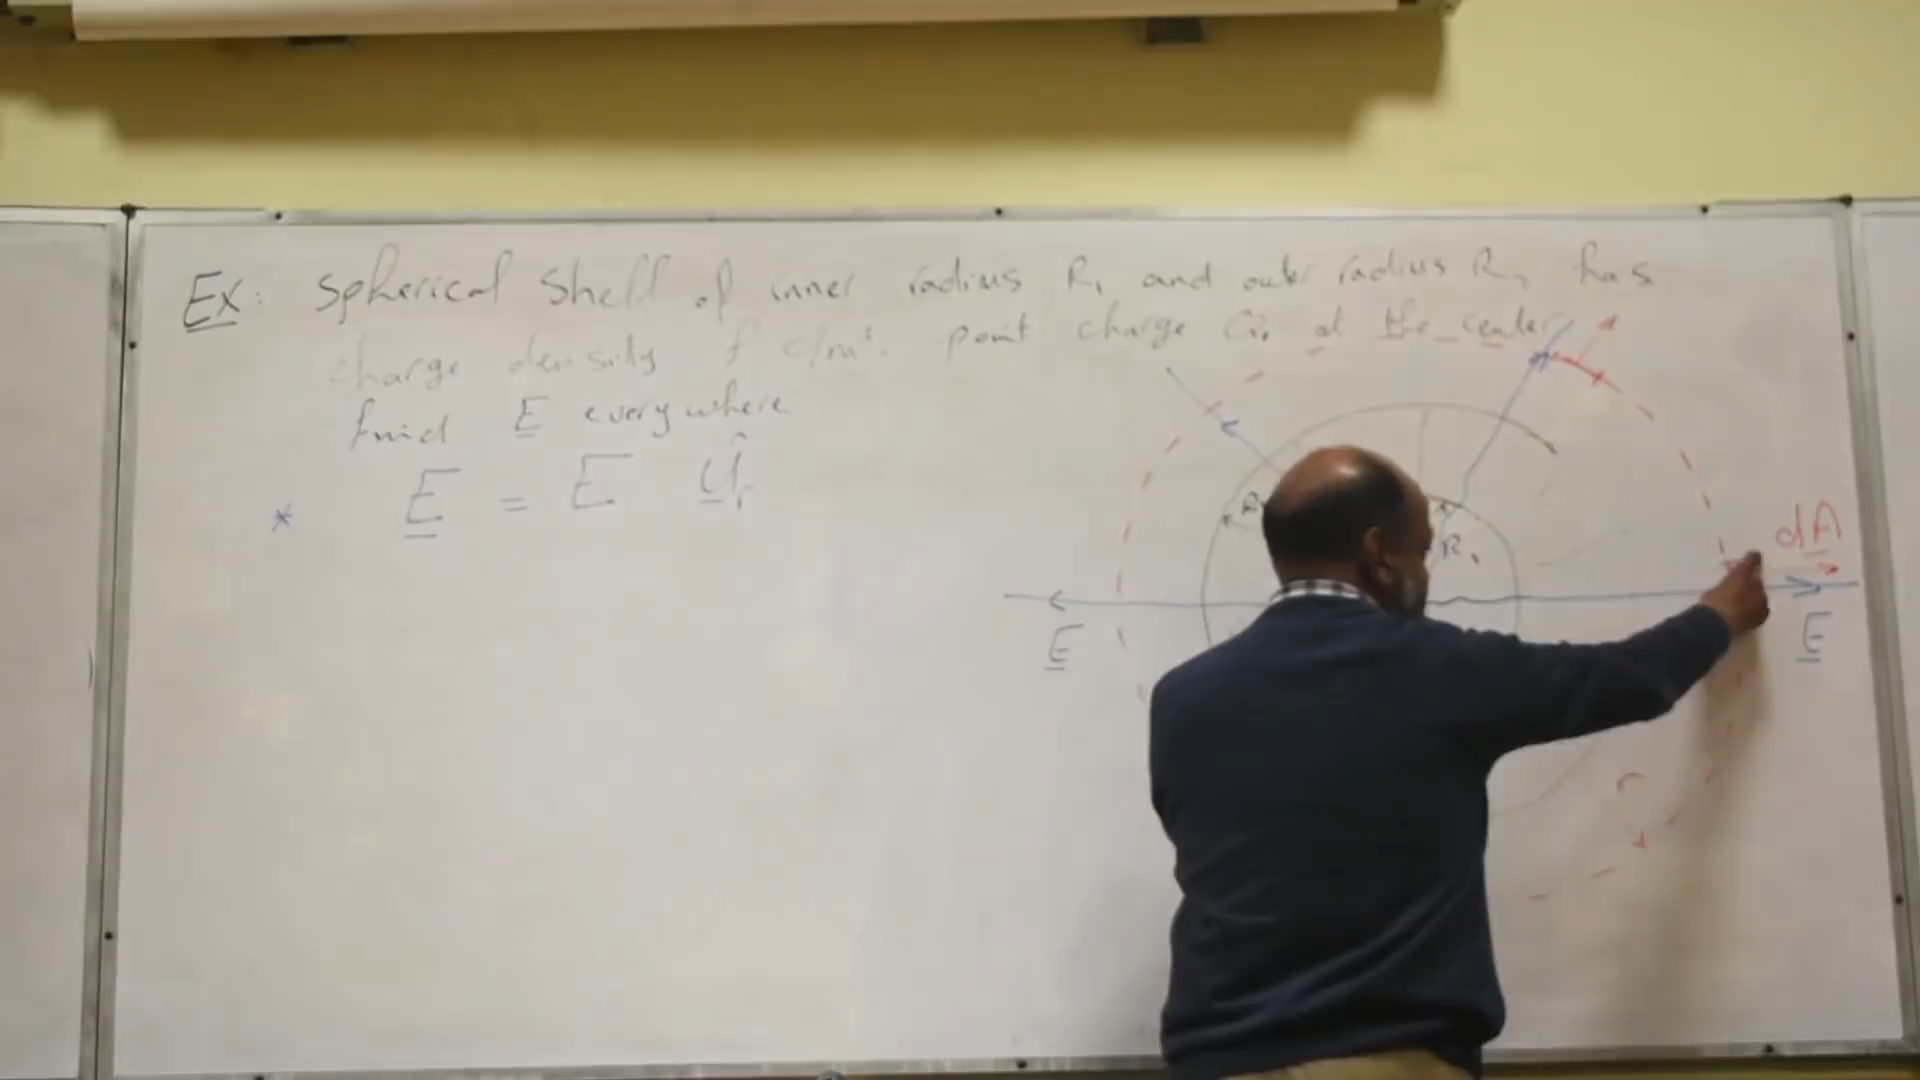 Ex: Spherical shell of inner radius R₁ and outer radius R₂ has
charge density ρ c/m³. point charge Q₁ at the center
find E everywhere
* E = E û_r
R₁
dA
E
E
r